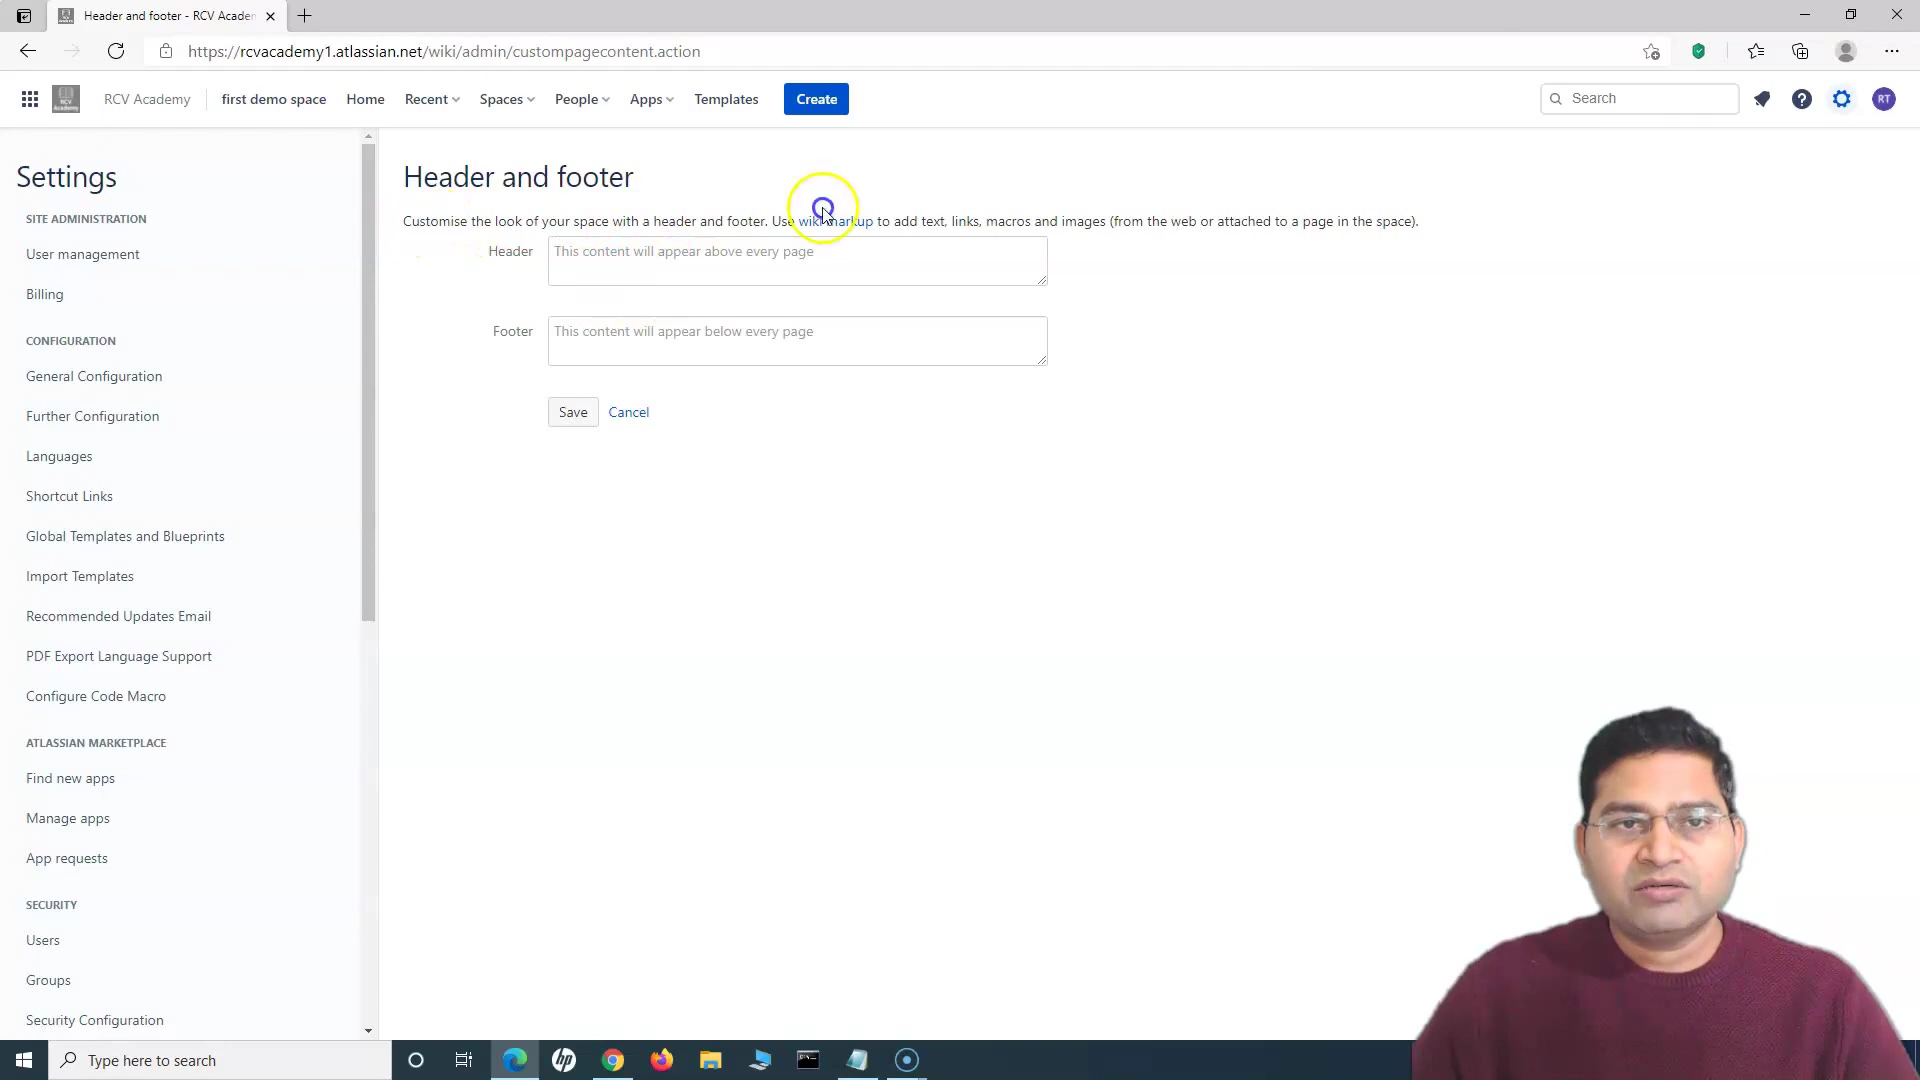 Header and footer - RCV Acade
https://rcvacademy1.atlassian.net/wiki/admin/custompagecontent.action
RCV Academy
RCV Academy
first demo space
Home
Recent
Spaces
People
Apps
Templates
Create
Search
RT
Settings
SITE ADMINISTRATION
User management
Billing
CONFIGURATION
General Configuration
Further Configuration
Languages
Shortcut Links
Global Templates and Blueprints
Import Templates
Recommended Updates Email
PDF Export Language Support
Configure Code Macro
ATLASSIAN MARKETPLACE
Find new apps
Manage apps
App requests
SECURITY
Users
Groups
Security Configuration
Header and footer
Customise the look of your space with a header and footer. Use wiki markup to add text, links, macros and images (from the web or attached to a page in the space).
Header
This content will appear above every page
Footer
This content will appear below every page
Save
Cancel
Type here to search
hp